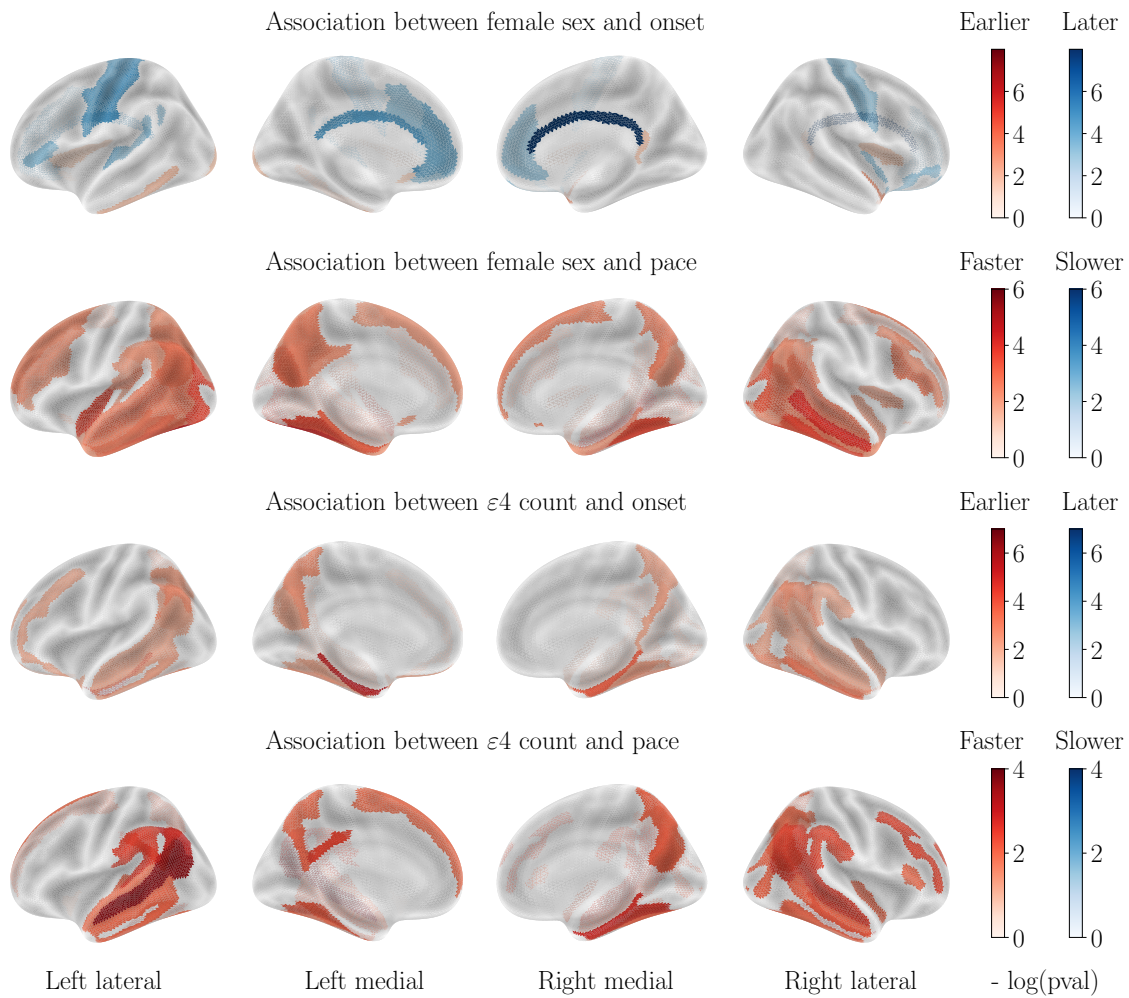 Association between female sex and onset
Earlier
Later
6
4
2
0
6
4
2
0
Association between female sex and pace
Faster
Slower
6
4
2
0
6
4
2
0
Association between ε4 count and onset
Earlier
Later
6
4
2
0
6
4
2
0
Association between ε4 count and pace
Faster
Slower
4
2
0
4
2
0
Left lateral
Left medial
Right medial
Right lateral
- log(pval)